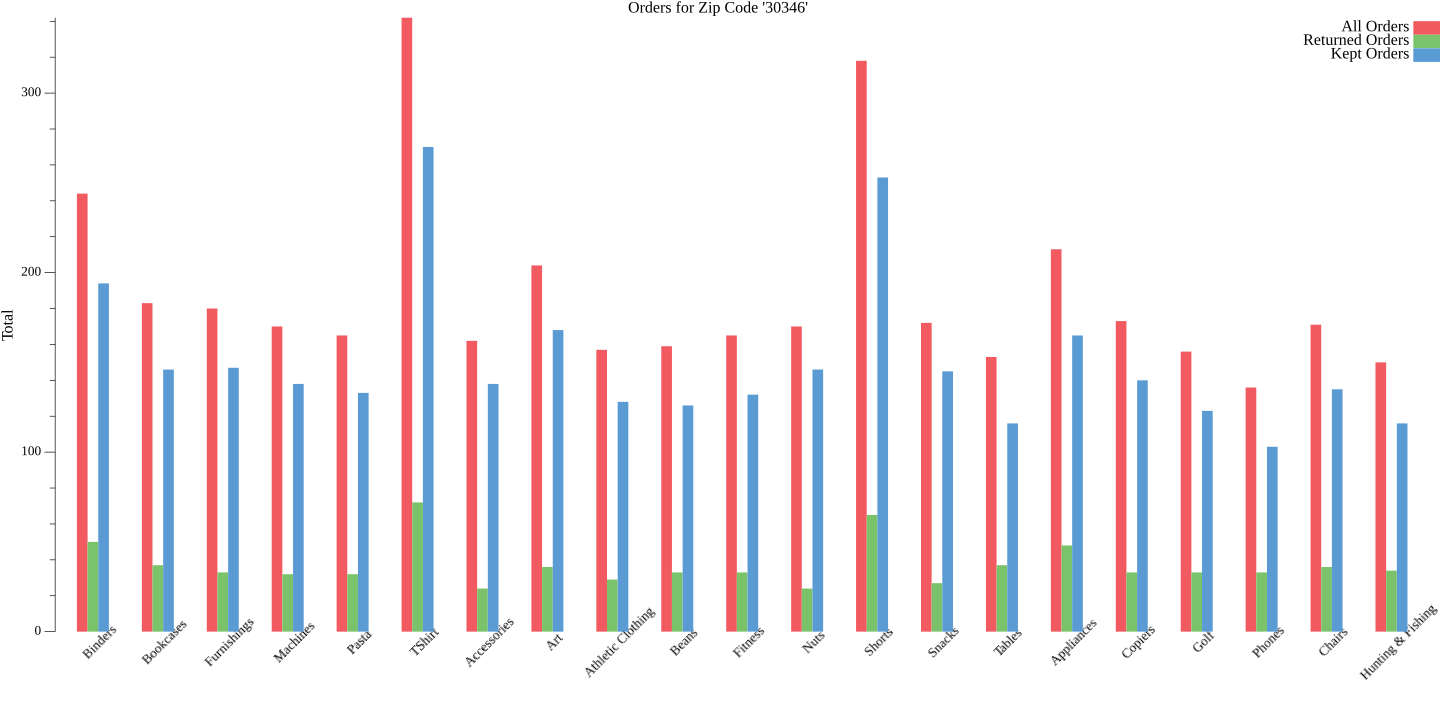 Orders for Zip Code '30346'
All Orders
Returned Orders
Kept Orders
Total
300
200
100
0
Binders
Bookcases
Furnishings
Machines
Pasta
TShirt
Accessories
Art
Athletic Clothing
Beans
Fitness
Nuts
Shorts
Snacks
Tables
Appliances
Copiers
Golf
Phones
Chairs
Hunting & Fishing